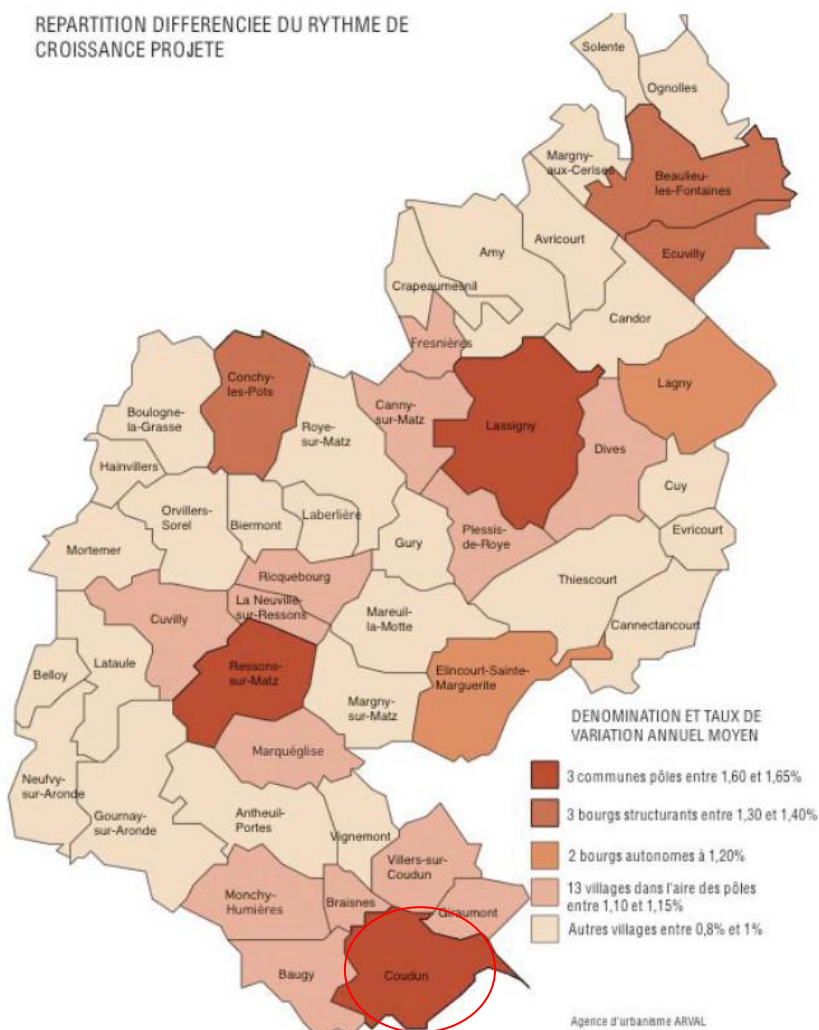 REPARTITION DIFFERENCIEE DU RYTHME DE
CROISSANCE PROJETE
Solente
Ognolles
Margny-
aux-Cerises
Beaulieu-
les-Fontaines
Avricourt
Ecuvilly
Amy
Crapeaumesnil
Candor
Fresnières
Lagny
Conchy-
les-Pots
Canny-
sur-Matz
Boulogne-
la-Grasse
Roye-
sur-Matz
Lassigny
Dives
Hainvillers
Cuy
Orvillers-
Sorel
Biermont
Laberlière
Plessis-
de-Roye
Evricourt
Mortemer
Gury
Ricquebourg
Thiescourt
La Neuville-
sur-Ressons
Cuvilly
Mareuil-
la-Motte
Cannectancourt
Belloy
Lataule
Ressons-
sur-Matz
Elincourt-Sainte-
Marguerite
Margny-
sur-Matz
Marquéglise
Neufvy-
sur-Aronde
Gournay-
sur-Aronde
Antheuil-
Portes
Vignemont
Villers-sur-
Coudun
Monchy-
Humières
Braisnes
Giraumont
Baugy
Coudun
DENOMINATION ET TAUX DE
VARIATION ANNUEL MOYEN
3 communes pôles entre 1,60 et 1,65%
3 bourgs structurants entre 1,30 et 1,40%
2 bourgs autonomes à 1,20%
13 villages dans l'aire des pôles
entre 1,10 et 1,15%
Autres villages entre 0,8% et 1%
Agence d'urbanisme ARVAL